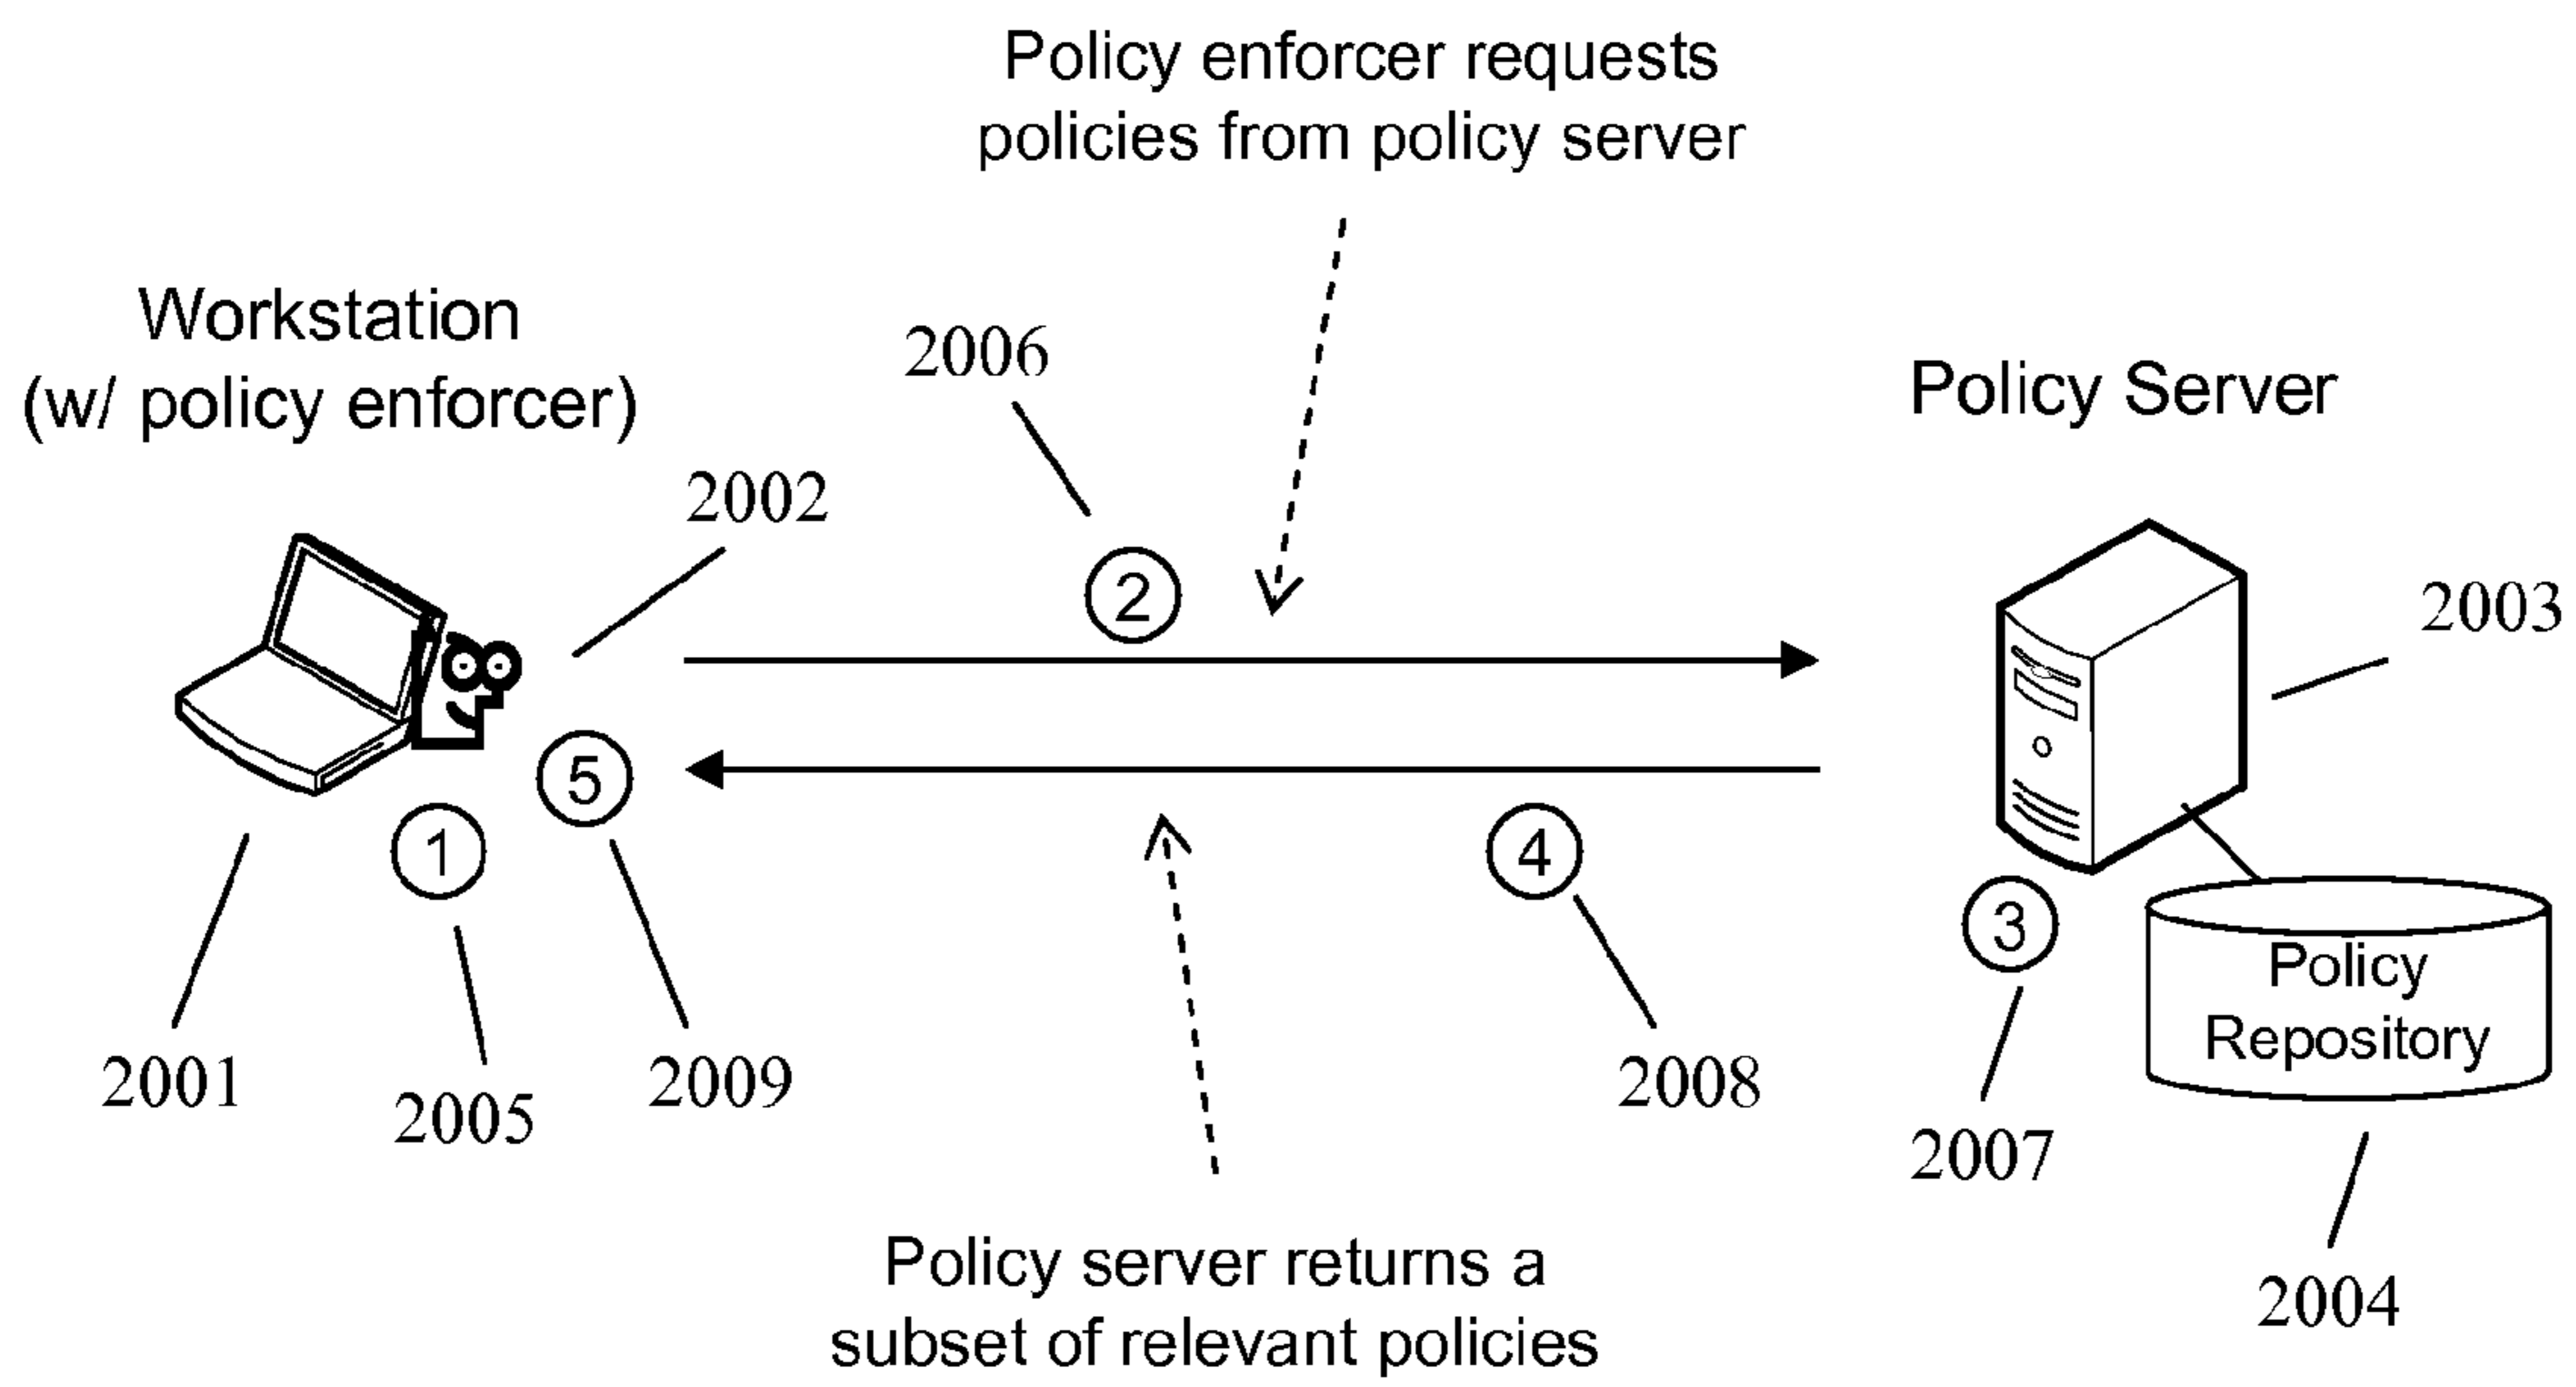 Policy enforcer requests
policies from policy server
Workstation
(w/ policy enforcer)
2006
Policy Server
2002
2
2003
5
1
4
3
Policy
Repository
2001
2005
2009
2008
2007
2004
Policy server returns a
subset of relevant policies